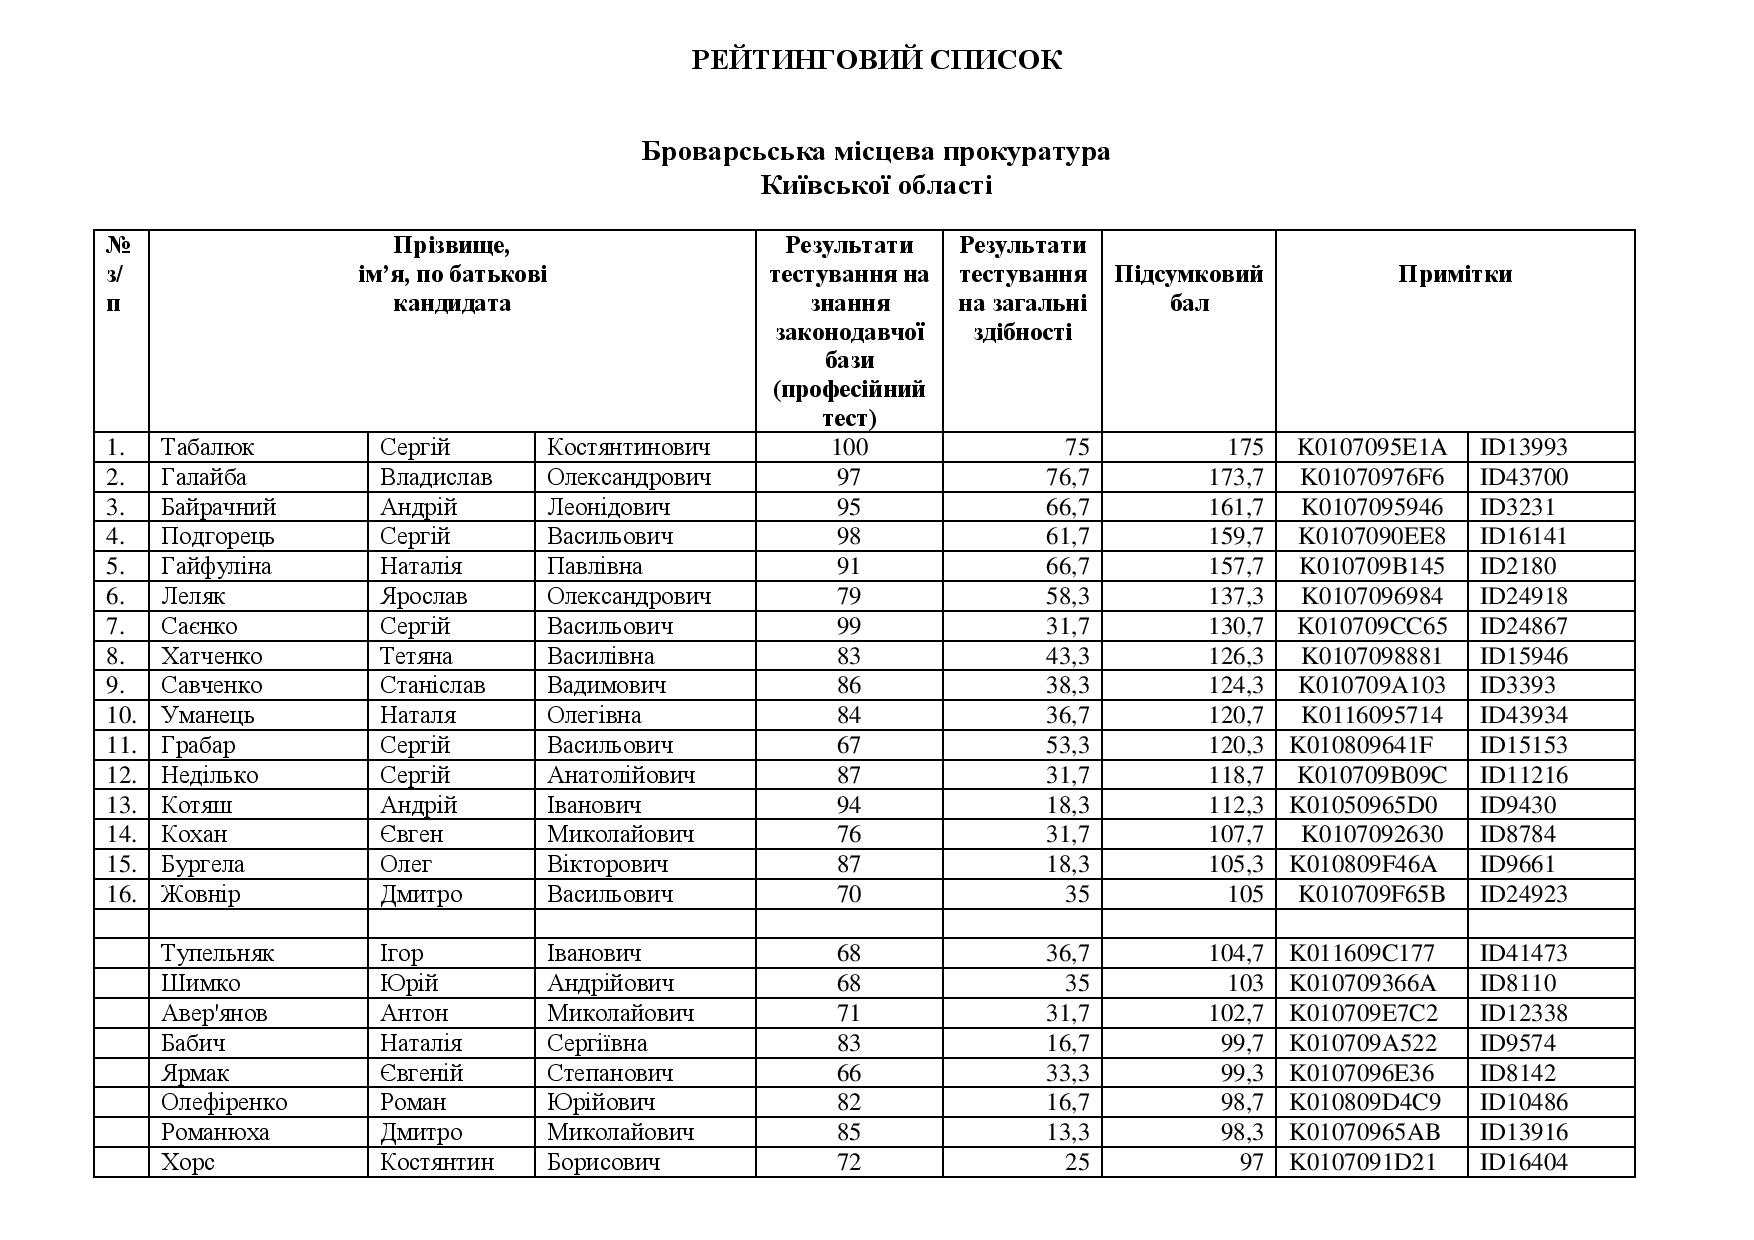 РЕЙТИНГОВИЙ СПИСОК
Броварсьська місцева прокуратура
Київської області
№ з/п Прізвище, ім’я, по батькові кандидата Результати тестування на знання законодавчої бази (професійний тест) Результати тестування на загальні здібності Підсумковий бал Примітки
1. Табалюк Сергій Костянтинович 100 75 175 K0107095E1A ID13993
2. Галайба Владислав Олександрович 97 76,7 173,7 K01070976F6 ID43700
3. Байрачний Андрій Леонідович 95 66,7 161,7 K0107095946 ID3231
4. Подгорець Сергій Васильович 98 61,7 159,7 K0107090EE8 ID16141
5. Гайфуліна Наталія Павлівна 91 66,7 157,7 K010709B145 ID2180
6. Леляк Ярослав Олександрович 79 58,3 137,3 K0107096984 ID24918
7. Саєнко Сергій Васильович 99 31,7 130,7 K010709CC65 ID24867
8. Хатченко Тетяна Василівна 83 43,3 126,3 K0107098881 ID15946
9. Савченко Станіслав Вадимович 86 38,3 124,3 K010709A103 ID3393
10. Уманець Наталя Олегівна 84 36,7 120,7 K0116095714 ID43934
11. Грабар Сергій Васильович 67 53,3 120,3 K010809641F ID15153
12. Неділько Сергій Анатолійович 87 31,7 118,7 K010709B09C ID11216
13. Котяш Андрій Іванович 94 18,3 112,3 K01050965D0 ID9430
14. Кохан Євген Миколайович 76 31,7 107,7 K0107092630 ID8784
15. Бургела Олег Вікторович 87 18,3 105,3 K010809F46A ID9661
16. Жовнір Дмитро Васильович 70 35 105 K010709F65B ID24923
Тупельняк Ігор Іванович 68 36,7 104,7 K011609C177 ID41473
Шимко Юрій Андрійович 68 35 103 K010709366A ID8110
Авер'янов Антон Миколайович 71 31,7 102,7 K010709E7C2 ID12338
Бабич Наталія Сергіївна 83 16,7 99,7 K010709A522 ID9574
Ярмак Євгеній Степанович 66 33,3 99,3 K0107096E36 ID8142
Олефіренко Роман Юрійович 82 16,7 98,7 K010809D4C9 ID10486
Романюха Дмитро Миколайович 85 13,3 98,3 K01070965AB ID13916
Хорс Костянтин Борисович 72 25 97 K0107091D21 ID16404